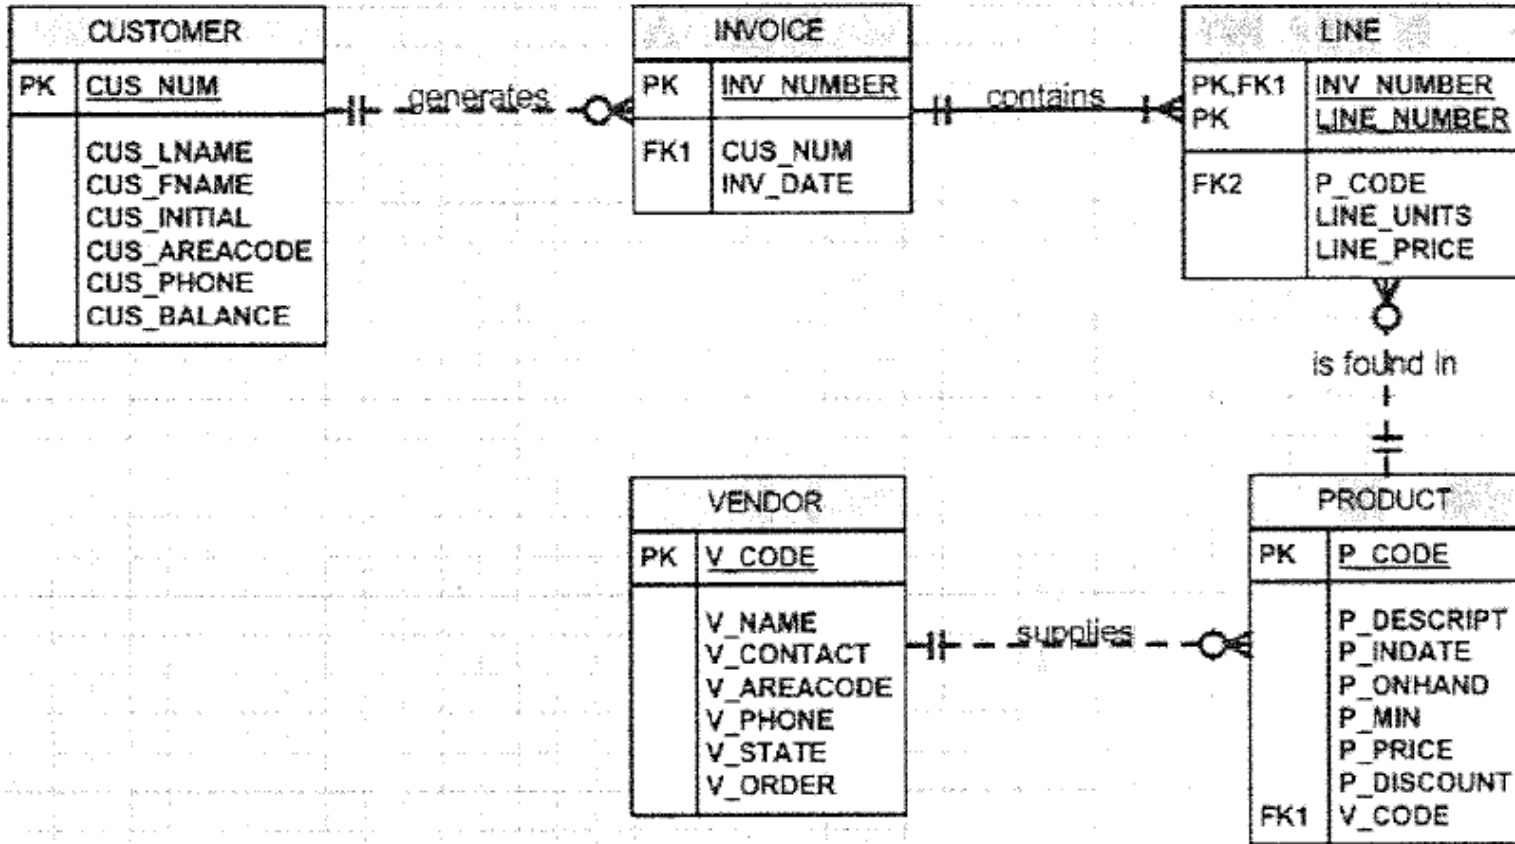 CUSTOMER
PK CUS_NUM
CUS_LNAME
CUS_FNAME
CUS_INITIAL
CUS_AREACODE
CUS_PHONE
CUS_BALANCE
generates
INVOICE
PK INV_NUMBER
FK1 CUS_NUM
INV_DATE
contains
LINE
PK,FK1 INV_NUMBER
PK LINE_NUMBER
FK2 P_CODE
LINE_UNITS
LINE_PRICE
is found in
VENDOR
PK V_CODE
V_NAME
V_CONTACT
V_AREACODE
V_PHONE
V_STATE
V_ORDER
supplies
PRODUCT
PK P_CODE
P_DESCRIPT
P_INDATE
P_ONHAND
P_MIN
P_PRICE
P_DISCOUNT
FK1 V_CODE